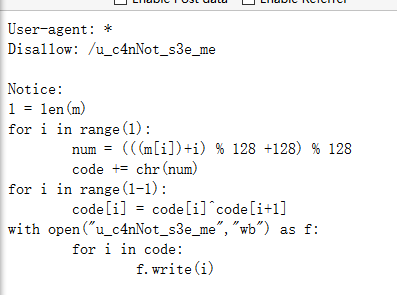 Enable Post data Enable Referrer
User-agent: *
Disallow: /u_c4nNot_s3e_me

Notice:
l = len(m)
for i in range(l):
        num = (((m[i])+i) % 128 +128) % 128
        code += chr(num)
for i in range(l-1):
        code[i] = code[i]^code[i+1]
with open("u_c4nNot_s3e_me","wb") as f:
        for i in code:
                f.write(i)